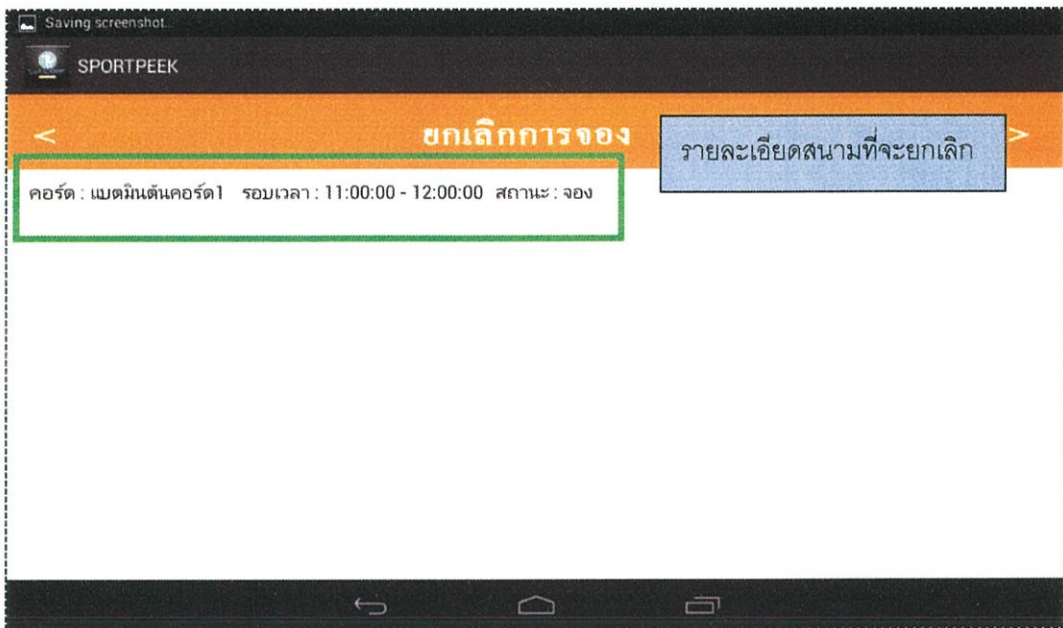 Saving screenshot...
SPORTPEEK
< ยกเลิกการจอง >
รายละเอียดสนามที่จะยกเลิก
คอร์ด : แบตมินตันคอร์ด1 รอบเวลา : 11:00:00 - 12:00:00 สถานะ : จอง